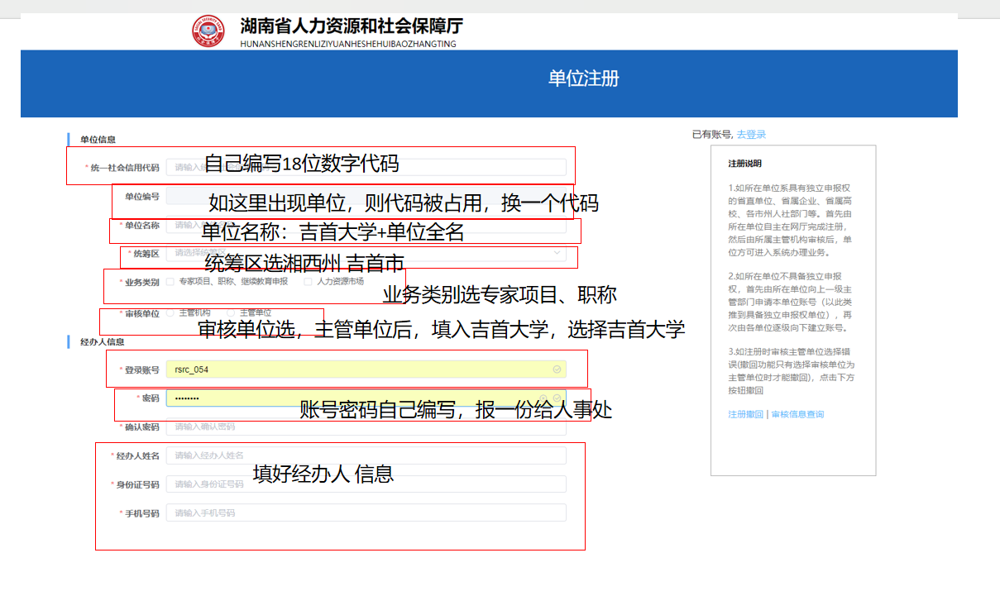 湖南省人力资源和社会保障厅
HUNANSHENGRENLIZIYUANHESHEHUIBAOZHANGTING
单位注册
单位信息
* 统一社会信用代码
请输入统一社会信用代码
自己编写18位数字代码
单位编号
如这里出现单位，则代码被占用，换一个代码
* 单位名称
请输入单位名称
单位名称：吉首大学+单位全名
* 统筹区
请选择统筹区
统筹区选湘西州 吉首市
* 业务类别
专家项目、职称、继续教育申报
人力资源市场
业务类别选专家项目、职称
* 审核单位
主管机构
主管单位
审核单位选，主管单位后，填入吉首大学，选择吉首大学
经办人信息
* 登录账号
rsrc_054
* 密码
••••••••
账号密码自己编写，报一份给人事处
* 确认密码
请输入确认密码
* 经办人姓名
请输入经办人姓名
填好经办人 信息
* 身份证号码
请输入身份证号码
* 手机号码
请输入手机号码
已有账号, 去登录
注册说明
1.如所在单位系具有独立申报权
的省直单位、省属企业、省属高
校、各市州人社部门等。首先由
所在单位自主在网厅完成注册，
然后由所属主管机构审核后，单
位方可进入系统办理业务。
2.如所在单位不具备独立申报
权，首先由所在单位向上一级主
管部门申请本单位账号（以此类
推到具备独立申报权单位），再
次由各单位逐级向下建立账号。
3.如注册时审核主管单位选择错
误(撤回功能只有选择审核单位为
主管单位时才能撤回)，点击下方
按钮撤回
注册撤回 | 审核信息查询